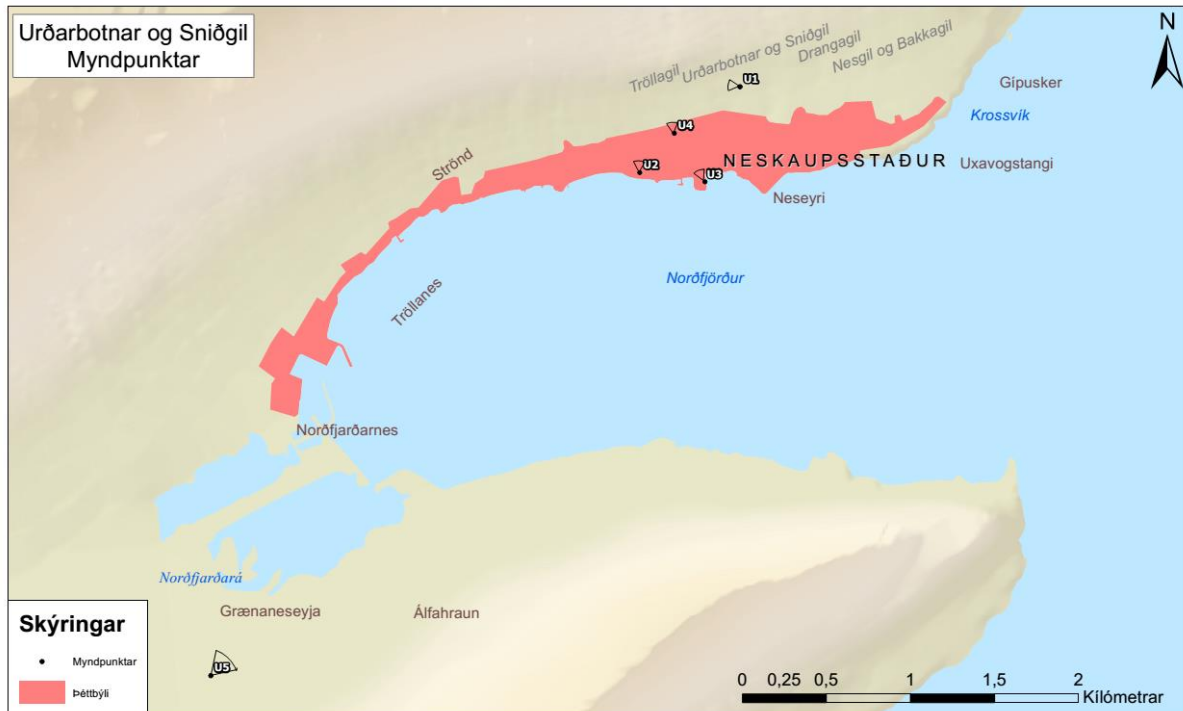 Urðarbotnar og Sniðgil
Myndpunktar
N
Tröllagil
Urðarbotnar og Sniðgil
Drangagil
Nesgil og Bakkagil
Gípusker
Krossvík
U1
U4
U2
U3
NESKAUPSSTAÐUR
Uxavogstangi
Strönd
Neseyri
Norðfjörður
Tröllanes
Norðfjarðarnes
Norðfjarðará
Grænaneseyja
Álfahraun
U5
Skýringar
Myndpunktar
Þéttbýli
0 0,25 0,5 1 1,5 2
Kílómetrar